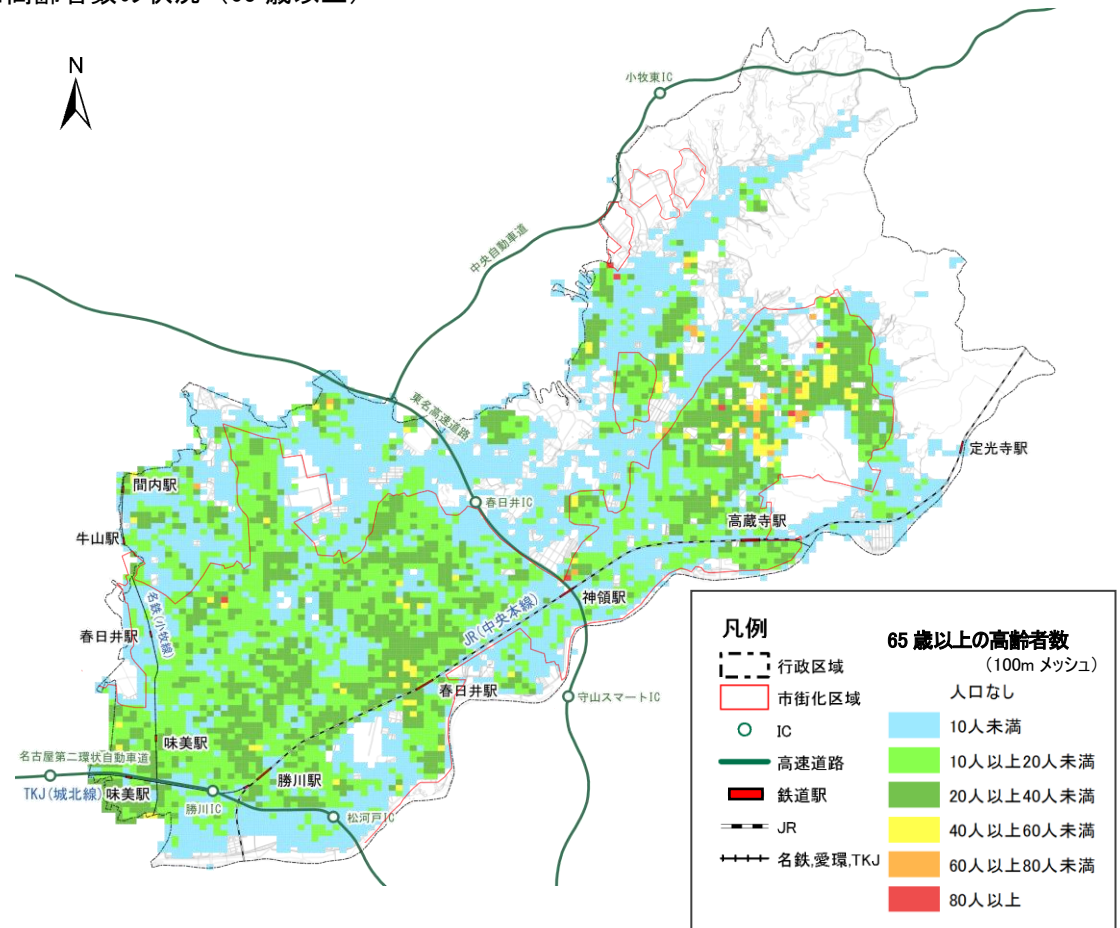 高齢者数の状況（65歳以上）
N
小牧東IC
中央自動車道
東名高速道路
間内駅
春日井IC
定光寺駅
高蔵寺駅
牛山駅
名鉄(小牧線)
JR(中央本線)
神領駅
春日井駅
春日井駅
守山スマートIC
味美駅
名古屋第二環状自動車道
勝川駅
TKJ(城北線)
味美駅
勝川IC
松河戸IC
凡例
行政区域
市街化区域
IC
高速道路
鉄道駅
JR
名鉄,愛環,TKJ
65歳以上の高齢者数
(100mメッシュ)
人口なし
10人未満
10人以上20人未満
20人以上40人未満
40人以上60人未満
60人以上80人未満
80人以上